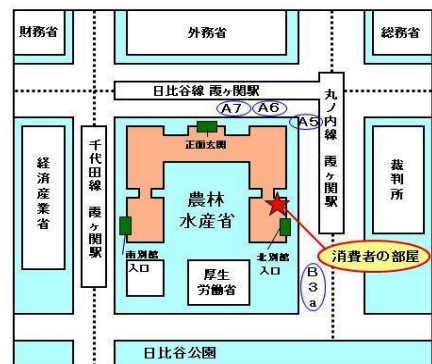 財務省
外務省
総務省
日比谷線 霞ヶ関駅
A7
A6
A5
正面玄関
丸ノ内線 霞ヶ関駅
千代田線 霞ヶ関駅
経済産業省
裁判所
農林
水産省
南別館
入口
北別館
入口
消費者の部屋
厚生
労働省
B3a
日比谷公園